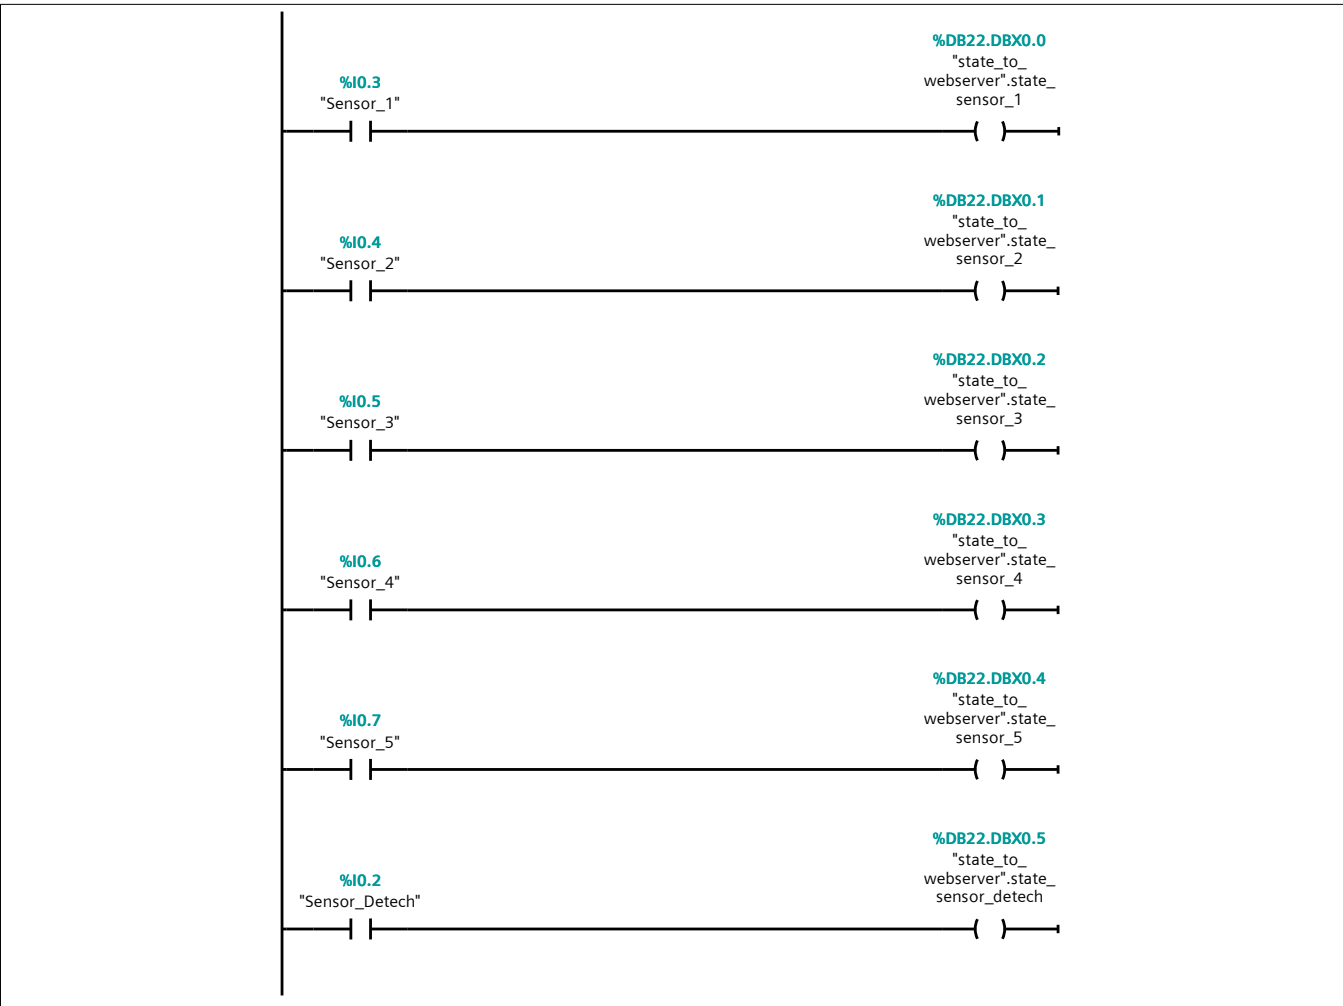 %DB22.DBX0.0
"state_to_
webserver".state_
sensor_1
%I0.3
"Sensor_1"
%DB22.DBX0.1
"state_to_
webserver".state_
sensor_2
%I0.4
"Sensor_2"
%DB22.DBX0.2
"state_to_
webserver".state_
sensor_3
%I0.5
"Sensor_3"
%DB22.DBX0.3
"state_to_
webserver".state_
sensor_4
%I0.6
"Sensor_4"
%DB22.DBX0.4
"state_to_
webserver".state_
sensor_5
%I0.7
"Sensor_5"
%DB22.DBX0.5
"state_to_
webserver".state_
sensor_detech
%I0.2
"Sensor_Detech"